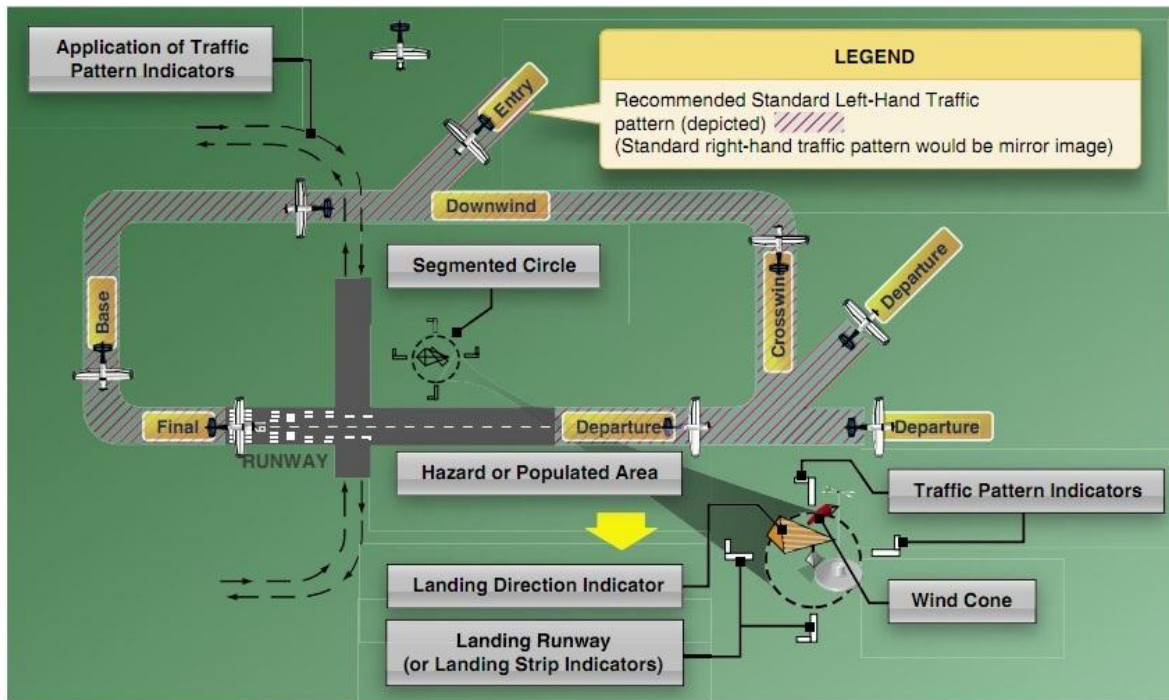 Application of Traffic
Pattern Indicators
LEGEND
Recommended Standard Left-Hand Traffic
pattern (depicted)
(Standard right-hand traffic pattern would be mirror image)
Entry
Downwind
Segmented Circle
Base
Crosswind
Departure
Final
RUNWAY
Departure
Departure
Hazard or Populated Area
Traffic Pattern Indicators
Landing Direction Indicator
Wind Cone
Landing Runway
(or Landing Strip Indicators)